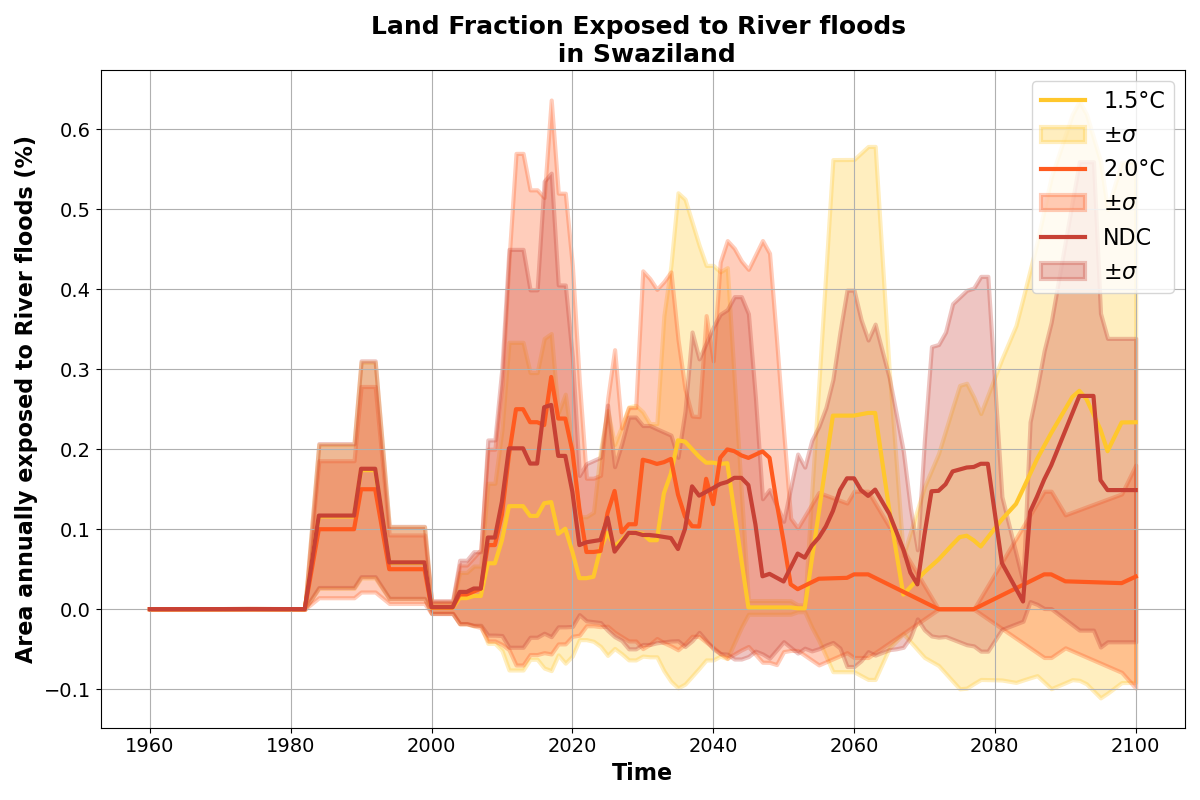 Land Fraction Exposed to River floods
in Swaziland
Area annually exposed to River floods (%)
0.6
0.5
0.4
0.3
0.2
0.1
0.0
−0.1
1.5°C
±σ
2.0°C
±σ
NDC
±σ
1960 1980 2000 2020 2040 2060 2080 2100
Time